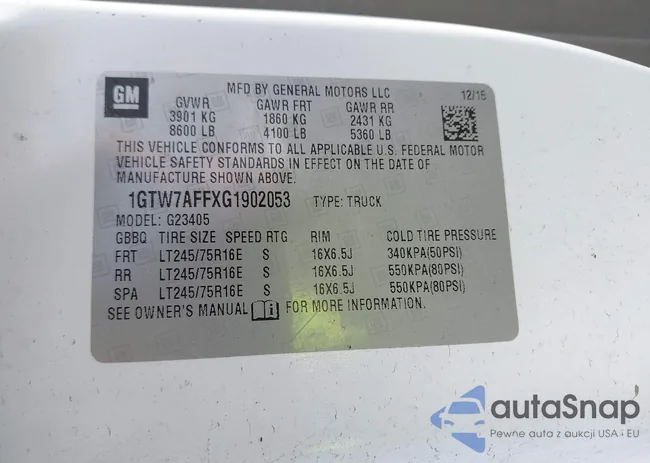 GM
MFD BY GENERAL MOTORS LLC
12/15
GVWR GAWR FRT GAWR RR
3901 KG 1860 KG 2431 KG
8600 LB 4100 LB 5360 LB
THIS VEHICLE CONFORMS TO ALL APPLICABLE U.S. FEDERAL MOTOR
VEHICLE SAFETY STANDARDS IN EFFECT ON THE DATE OF
MANUFACTURE SHOWN ABOVE.
1GTW7AFFXG1902053 TYPE: TRUCK
MODEL: G23405
GBBQ TIRE SIZE SPEED RTG RIM COLD TIRE PRESSURE
FRT LT245/75R16E S 16X6.5J 340KPA(50PSI)
RR LT245/75R16E S 16X6.5J 550KPA(80PSI)
SPA LT245/75R16E S 16X6.5J 550KPA(80PSI)
SEE OWNER'S MANUAL i FOR MORE INFORMATION.
autoSnap
Pewne auta z aukcji USA i EU